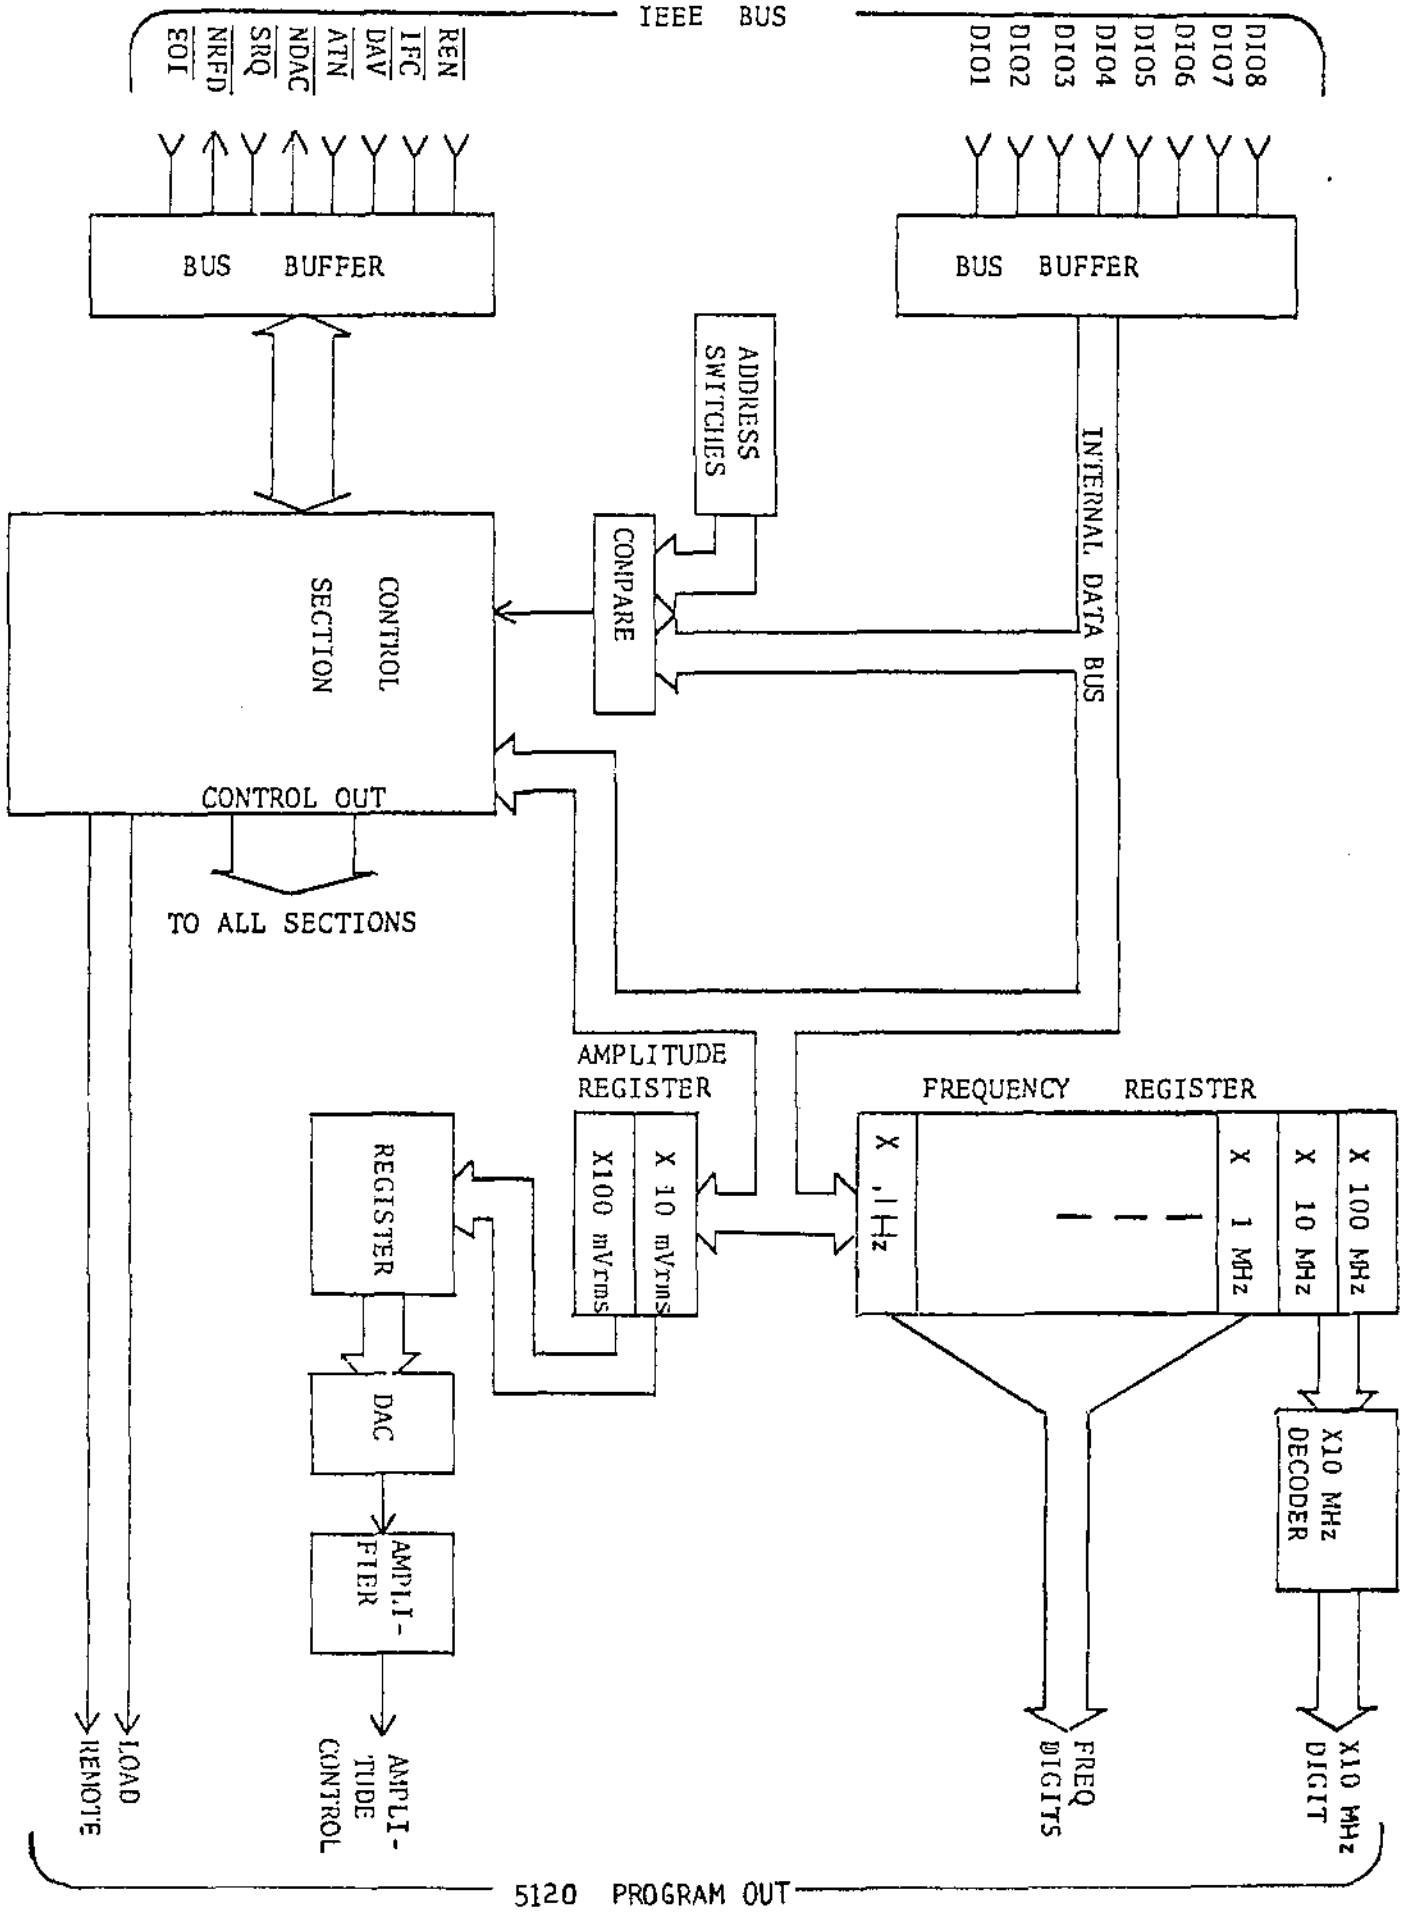 IEEE BUS
EOI
NRFD
SRQ
NDAC
ATN
DAV
IFC
REN
DIO1
DIO2
DIO3
DIO4
DIO5
DIO6
DIO7
DIO8
BUS BUFFER
BUS BUFFER
ADDRESS
SWITCHES
INTERNAL DATA BUS
COMPARE
CONTROL
SECTION
CONTROL OUT
TO ALL SECTIONS
AMPLITUDE
REGISTER
FREQUENCY REGISTER
REGISTER
X100 mVrms
X 10 mVrms
X .1Hz
X 1 MHz
X 10 MHz
X 100 MHz
DAC
X10 MHz
DECODER
AMPLI-
FIER
REMOTE
LOAD
AMPLI-
TUDE
CONTROL
FREQ
DIGITS
X10 MHz
DIGIT
5120 PROGRAM OUT